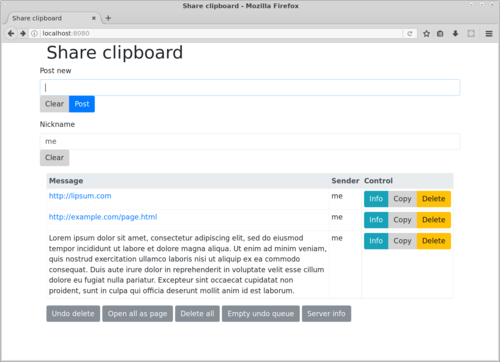 Share clipboard - Mozilla Firefox
Share clipboard
localhost:8080
Share clipboard
Post new
Clear Post
Nickname
me
Clear
Message Sender Control
http://lipsum.com me Info Copy Delete
http://example.com/page.html me Info Copy Delete
Lorem ipsum dolor sit amet, consectetur adipiscing elit, sed do eiusmod me Info Copy Delete
tempor incididunt ut labore et dolore magna aliqua. Ut enim ad minim veniam,
quis nostrud exercitation ullamco laboris nisi ut aliquip ex ea commodo
consequat. Duis aute irure dolor in reprehenderit in voluptate velit esse cillum
dolore eu fugiat nulla pariatur. Excepteur sint occaecat cupidatat non
proident, sunt in culpa qui officia deserunt mollit anim id est laborum.
Undo delete Open all as page Delete all Empty undo queue Server info